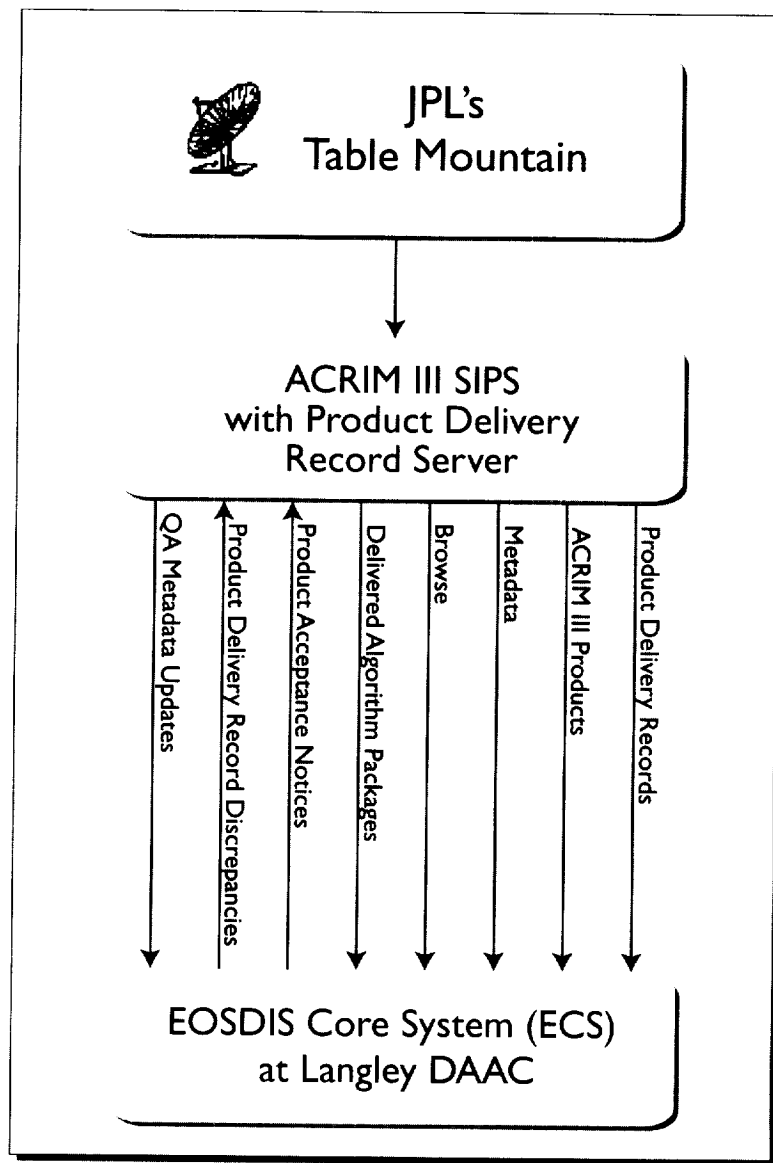 JPL's
Table Mountain
ACRIM III SIPS
with Product Delivery
Record Server
QA Metadata Updates
Product Delivery Record Discrepancies
Product Acceptance Notices
Delivered Algorithm Packages
Browse
Metadata
ACRIM III Products
Product Delivery Records
EOSDIS Core System (ECS)
at Langley DAAC